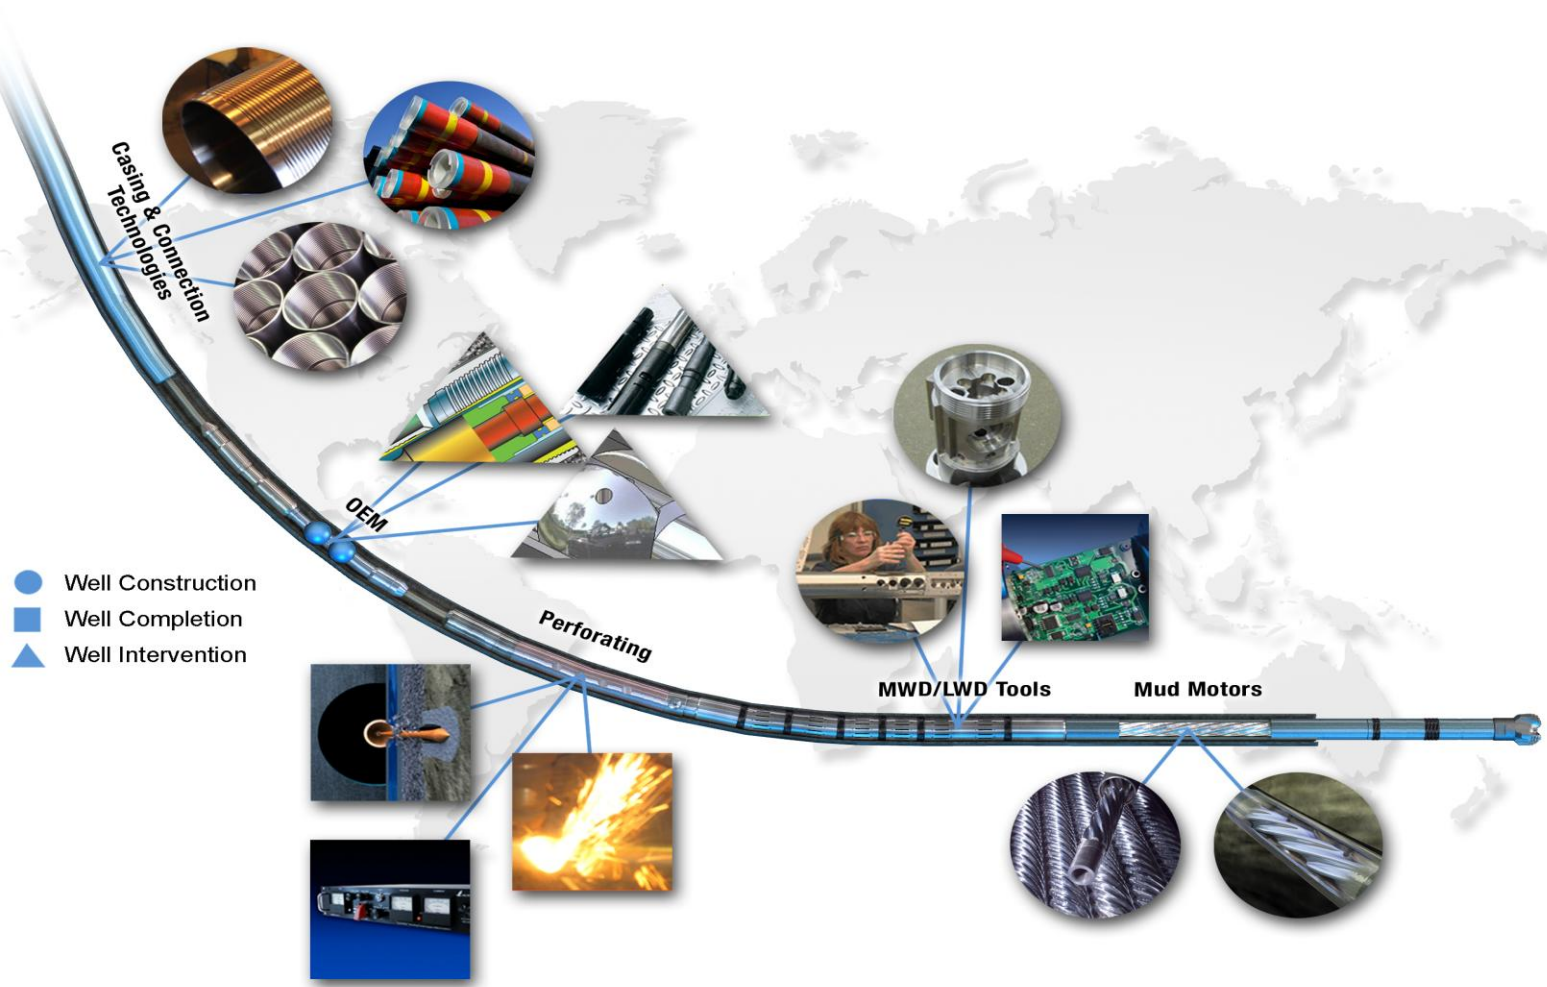 Casing & Connection
Technologies
OEM
Well Construction
Well Completion
Well Intervention
Perforating
MWD/LWD Tools
Mud Motors